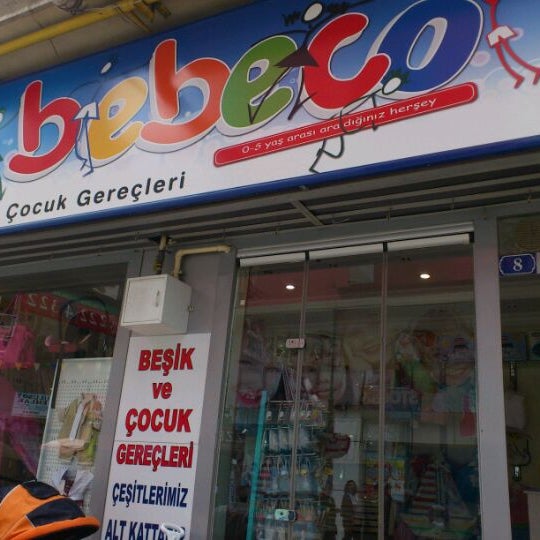 bebeco
0-5 yaş arası aradığınız herşey
Çocuk Gereçleri
8
BEŞİK
ve
ÇOCUK
GEREÇLERİ
ÇEŞİTLERİMİZ
ALT KATTA